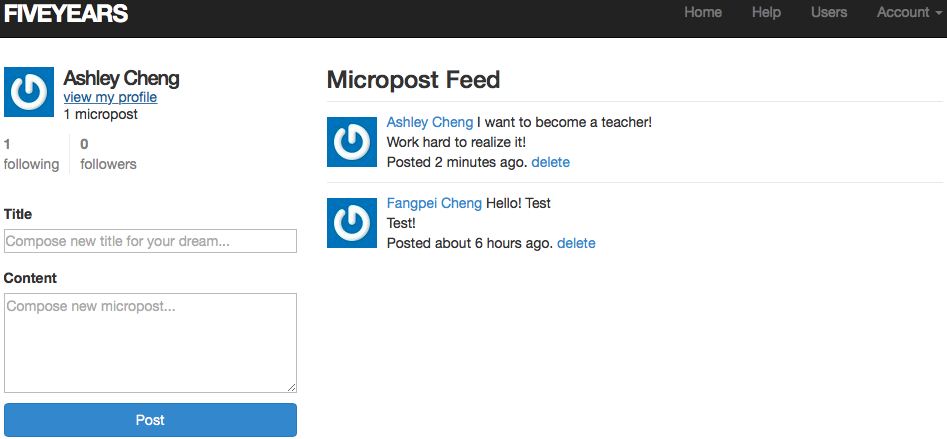 FIVEYEARS
Home Help Users Account
Ashley Cheng
view my profile
1 micropost
1 0
following followers
Title
Compose new title for your dream...
Content
Compose new micropost...
Post
Micropost Feed
Ashley Cheng I want to become a teacher!
Work hard to realize it!
Posted 2 minutes ago. delete
Fangpei Cheng Hello! Test
Test!
Posted about 6 hours ago. delete